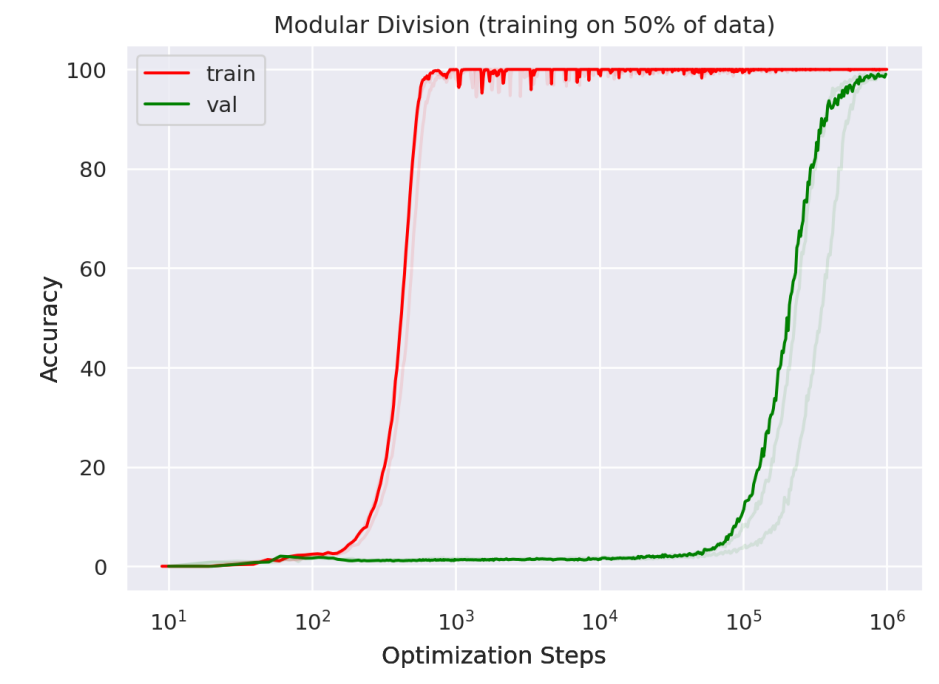 Modular Division (training on 50% of data)
train
val
100
80
60
40
20
0
Accuracy
10¹ 10² 10³ 10⁴ 10⁵ 10⁶
Optimization Steps